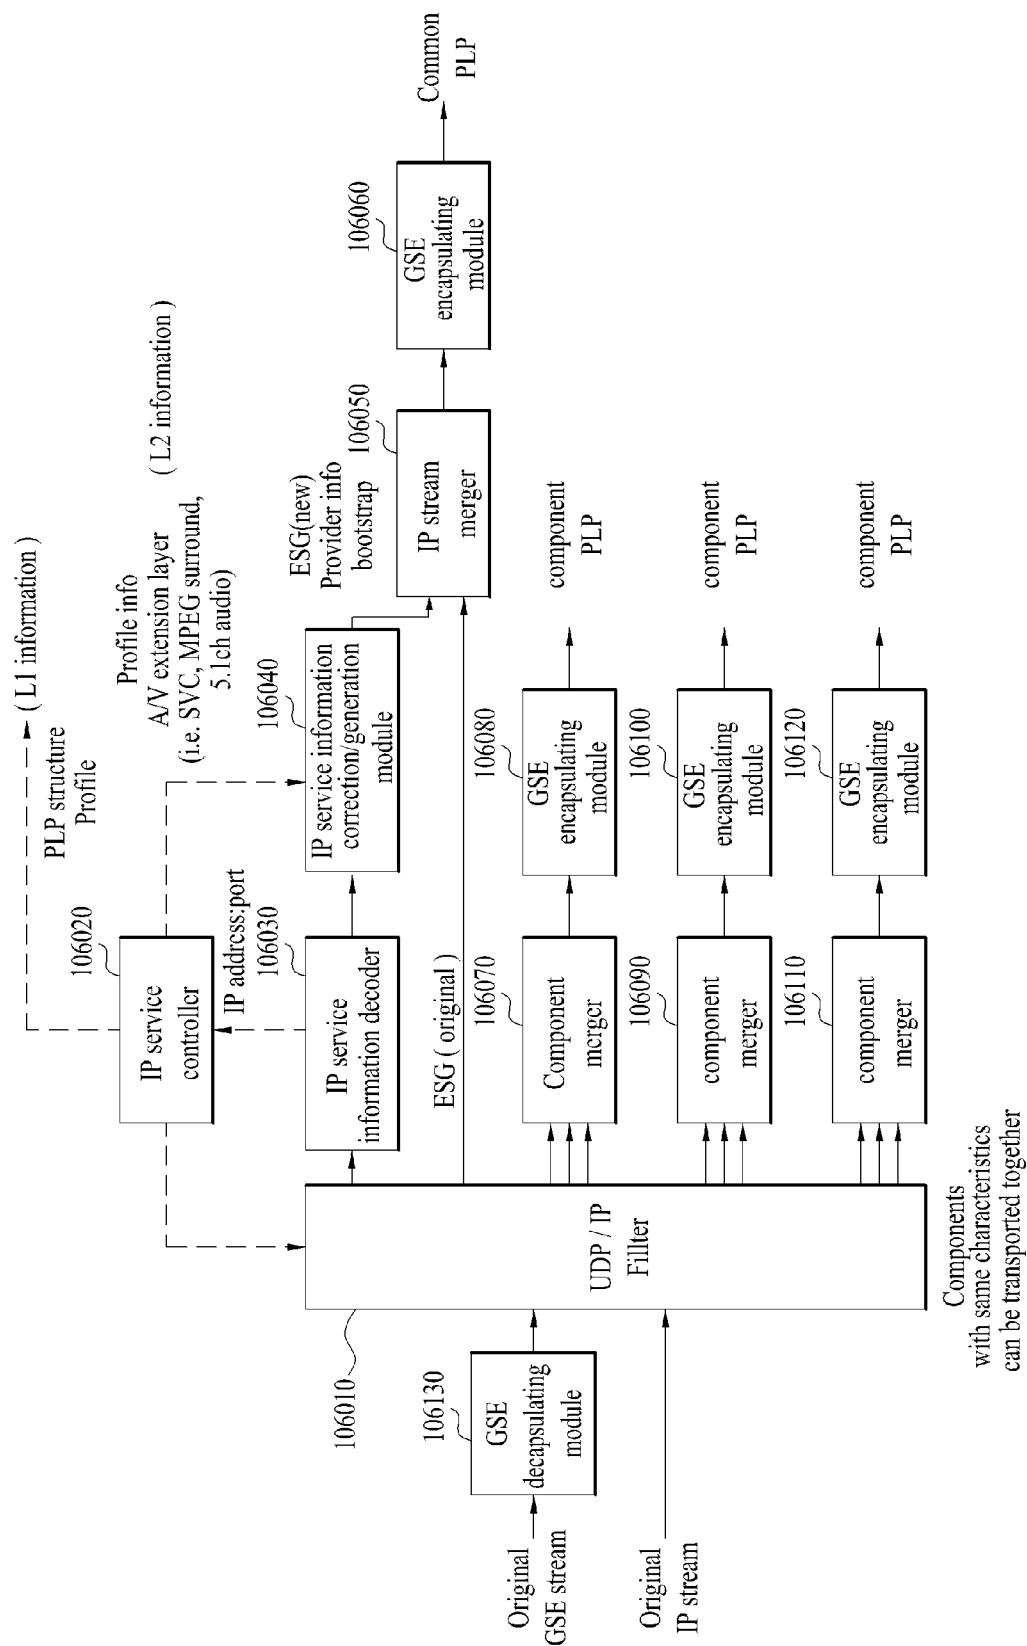 ( L1 information )
PLP structure
Profile
Profile info
A/V extension layer
(i.e. SVC, MPEG surround,
5.1ch audio)
( L2 information )
106020
IP service
controller
IP address:port
106030
IP service
information decoder
106040
IP service information
correction/generation
module
ESG(new)
Provider info
bootstrap
106050
IP stream
merger
106060
GSE
encapsulating
module
Common
PLP
ESG ( original )
106070
Component
merger
106080
GSE
encapsulating
module
component
PLP
106090
component
merger
106100
GSE
encapsulating
module
component
PLP
106110
component
merger
106120
GSE
encapsulating
module
component
PLP
106010
UDP / IP
Fillter
106130
GSE
decapsulating
module
Original
GSE stream
Original
IP stream
Components
with same characteristics
can be transported together